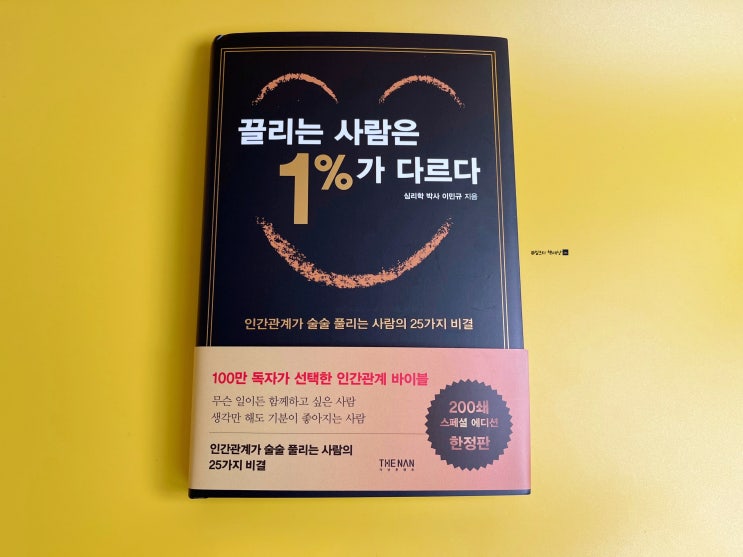 끌리는 사람은
1%가 다르다
심리학 박사 이민규 지음
인간관계가 술술 풀리는 사람의 25가지 비결
100만 독자가 선택한 인간관계 바이블
무슨 일이든 함께하고 싶은 사람
생각만 해도 기분이 좋아지는 사람
200쇄
스페셜 에디션
한정판
인간관계가 술술 풀리는 사람의
25가지 비결
THE NAN